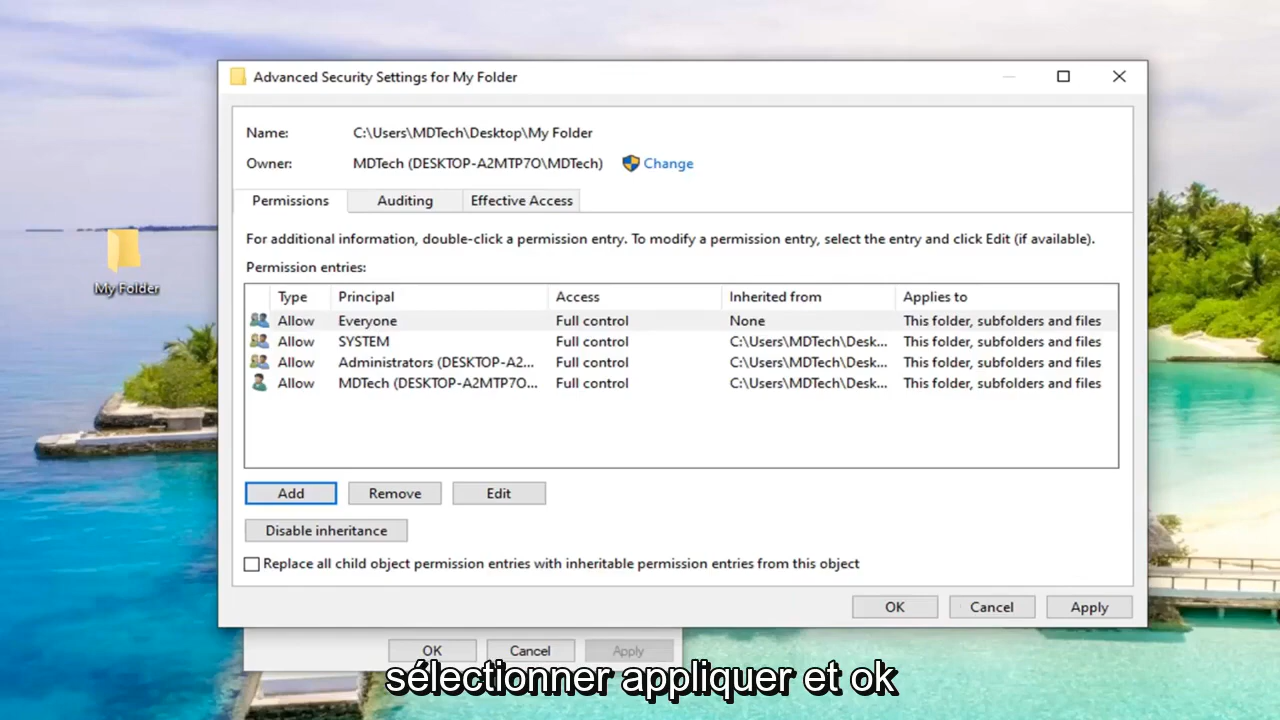 Advanced Security Settings for My Folder
Name: C:\Users\MDTech\Desktop\My Folder
Owner: MDTech (DESKTOP-A2MTP7O\MDTech) Change
Permissions Auditing Effective Access
For additional information, double-click a permission entry. To modify a permission entry, select the entry and click Edit (if available).
Permission entries:
Type Principal Access Inherited from Applies to
Allow Everyone Full control None This folder, subfolders and files
Allow SYSTEM Full control C:\Users\MDTech\Desk... This folder, subfolders and files
Allow Administrators (DESKTOP-A2... Full control C:\Users\MDTech\Desk... This folder, subfolders and files
Allow MDTech (DESKTOP-A2MTP7O... Full control C:\Users\MDTech\Desk... This folder, subfolders and files
My Folder
Add Remove Edit
Disable inheritance
Replace all child object permission entries with inheritable permission entries from this object
OK Cancel Apply
OK Cancel Apply
sélectionner appliquer et ok